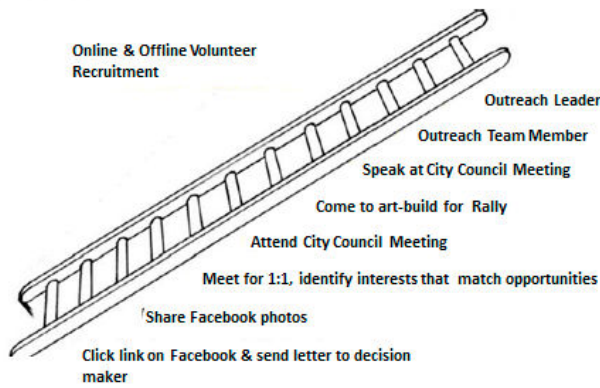 Online & Offline Volunteer
Recruitment
Outreach Leader
Outreach Team Member
Speak at City Council Meeting
Come to art-build for Rally
Attend City Council Meeting
Meet for 1:1, identify interests that match opportunities
Share Facebook photos
Click link on Facebook & send letter to decision
maker